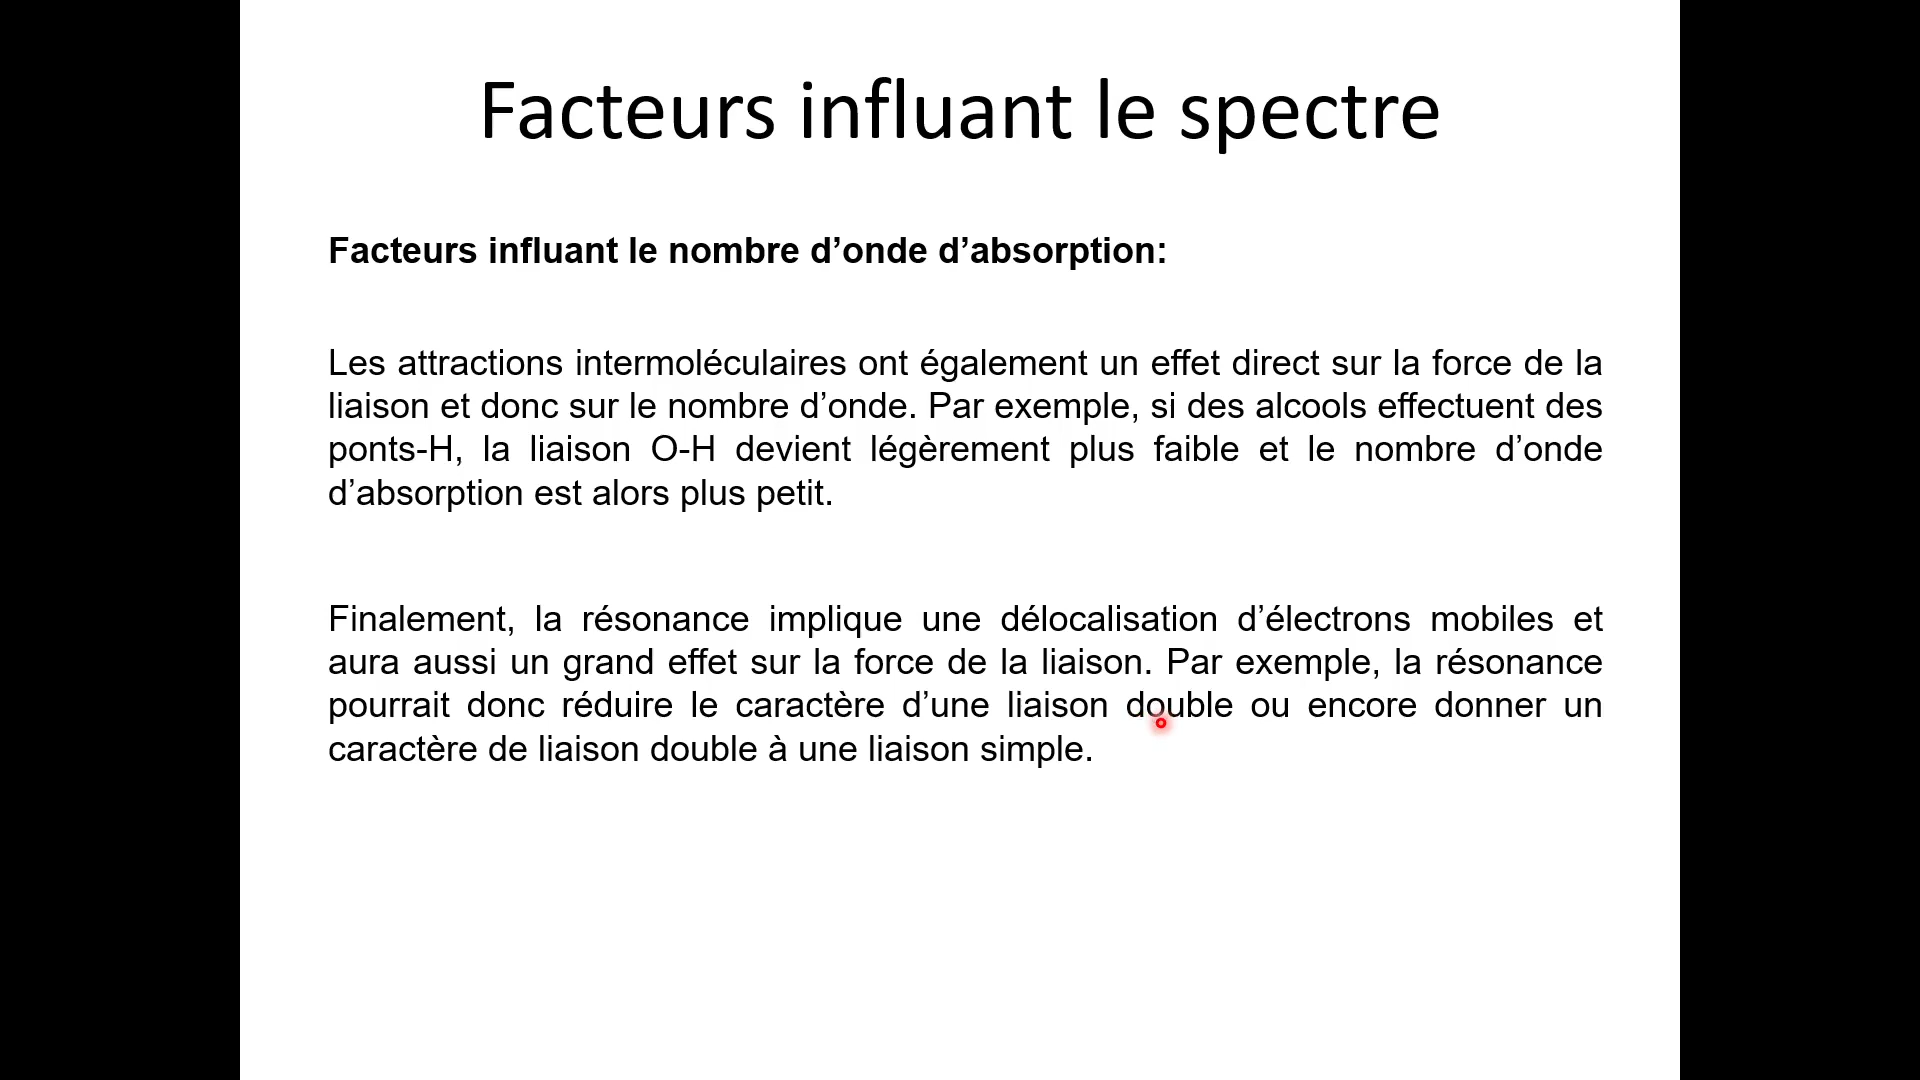 Facteurs influant le spectre
Facteurs influant le nombre d’onde d’absorption:
Les attractions intermoléculaires ont également un effet direct sur la force de la
liaison et donc sur le nombre d’onde. Par exemple, si des alcools effectuent des
ponts-H, la liaison O-H devient légèrement plus faible et le nombre d’onde
d’absorption est alors plus petit.
Finalement, la résonance implique une délocalisation d’électrons mobiles et
aura aussi un grand effet sur la force de la liaison. Par exemple, la résonance
pourrait donc réduire le caractère d’une liaison double ou encore donner un
caractère de liaison double à une liaison simple.